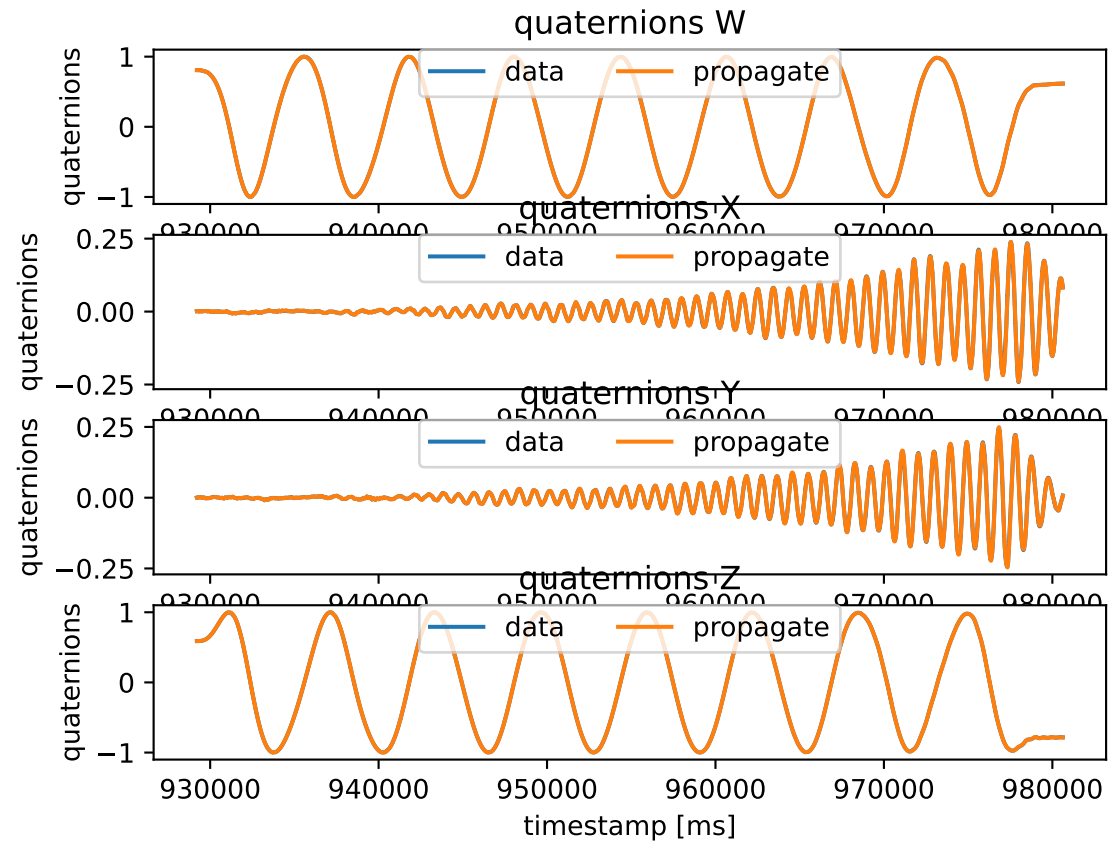 quaternions W
1
0
−1
quaternions
data propagate
930000 940000 950000 960000 970000 980000
quaternions X
0.25
0.00
−0.25
quaternions
data propagate
930000 940000 950000 960000 970000 980000
quaternions Y
0.25
0.00
−0.25
quaternions
data propagate
930000 940000 950000 960000 970000 980000
quaternions Z
1
0
−1
quaternions
data propagate
930000 940000 950000 960000 970000 980000
timestamp [ms]